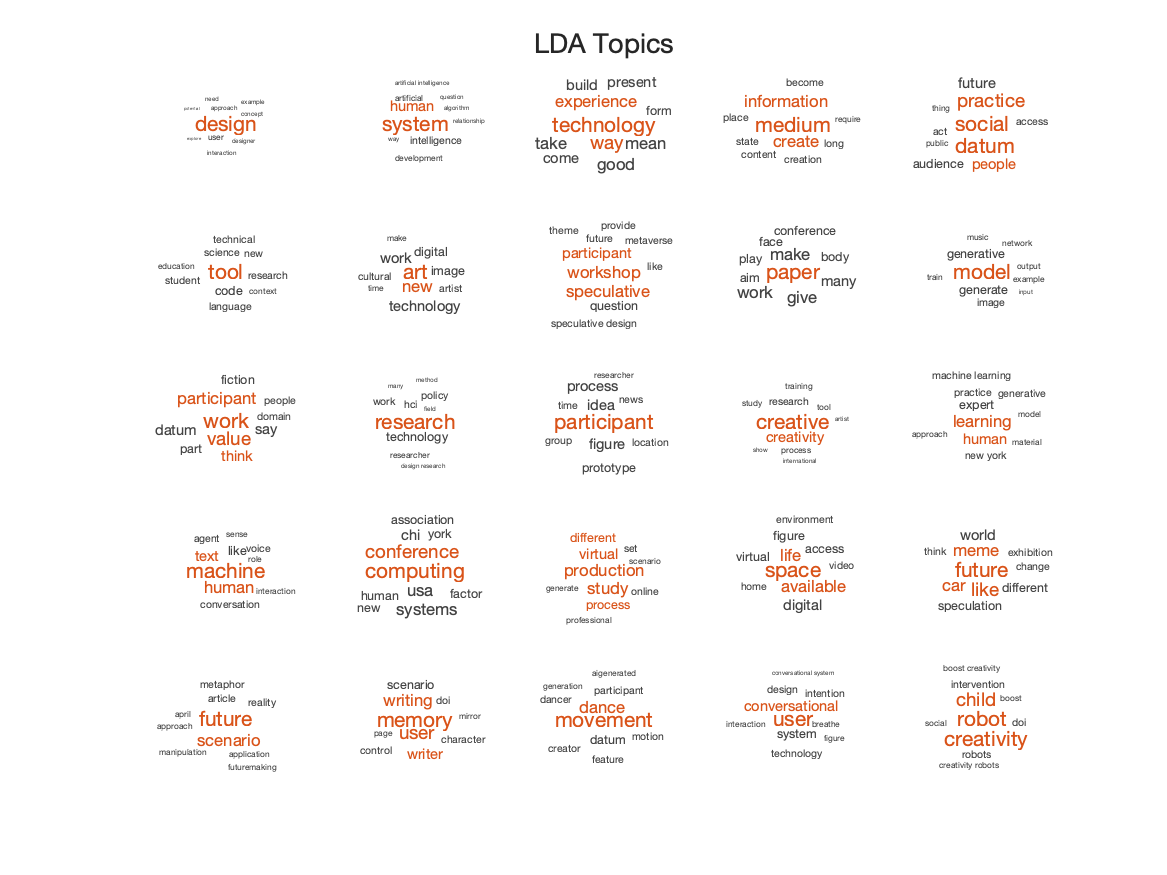 LDA Topics
need
example
potential
approach
concept
design
explore
user
designer
interaction
artificial intelligence
artificial
question
human
algorithm
system
relationship
way
intelligence
development
build
present
experience
form
technology
take
way
mean
come
good
become
information
place
medium
require
state
create
long
content
creation
future
thing
practice
social
access
act
public
datum
audience
people
technical
science
new
education
tool
research
student
code
context
language
make
work
digital
cultural
art
image
time
new
artist
technology
theme
provide
future
metaverse
participant
workshop
like
speculative
question
speculative design
conference
face
play
make
body
aim
paper
many
work
give
music
network
generative
model
output
train
example
generate
input
image
fiction
participant
people
work
domain
datum
value
say
part
think
method
many
work
hci
policy
field
research
technology
researcher
design research
researcher
process
time
idea
news
participant
group
figure
location
prototype
training
study
research
tool
creative
artist
creativity
show
process
international
machine learning
practice
generative
expert
learning
model
approach
human
material
new york
agent
sense
text
like
voice
role
machine
human
interaction
conversation
association
chi
york
conference
computing
human
usa
factor
new
systems
different
virtual
set
scenario
production
generate
study
online
process
professional
environment
figure
virtual
life
access
space
video
home
available
digital
world
think
meme
exhibition
future
change
car
like
different
speculation
metaphor
article
reality
april
future
approach
scenario
manipulation
application
futuremaking
scenario
writing
doi
memory
mirror
page
user
character
control
writer
aigenerated
generation
participant
dancer
dance
movement
datum
motion
creator
feature
conversational system
design
intention
conversational
user
interaction
breathe
system
figure
technology
boost creativity
intervention
child
boost
social
robot
doi
creativity
robots
creativity robots